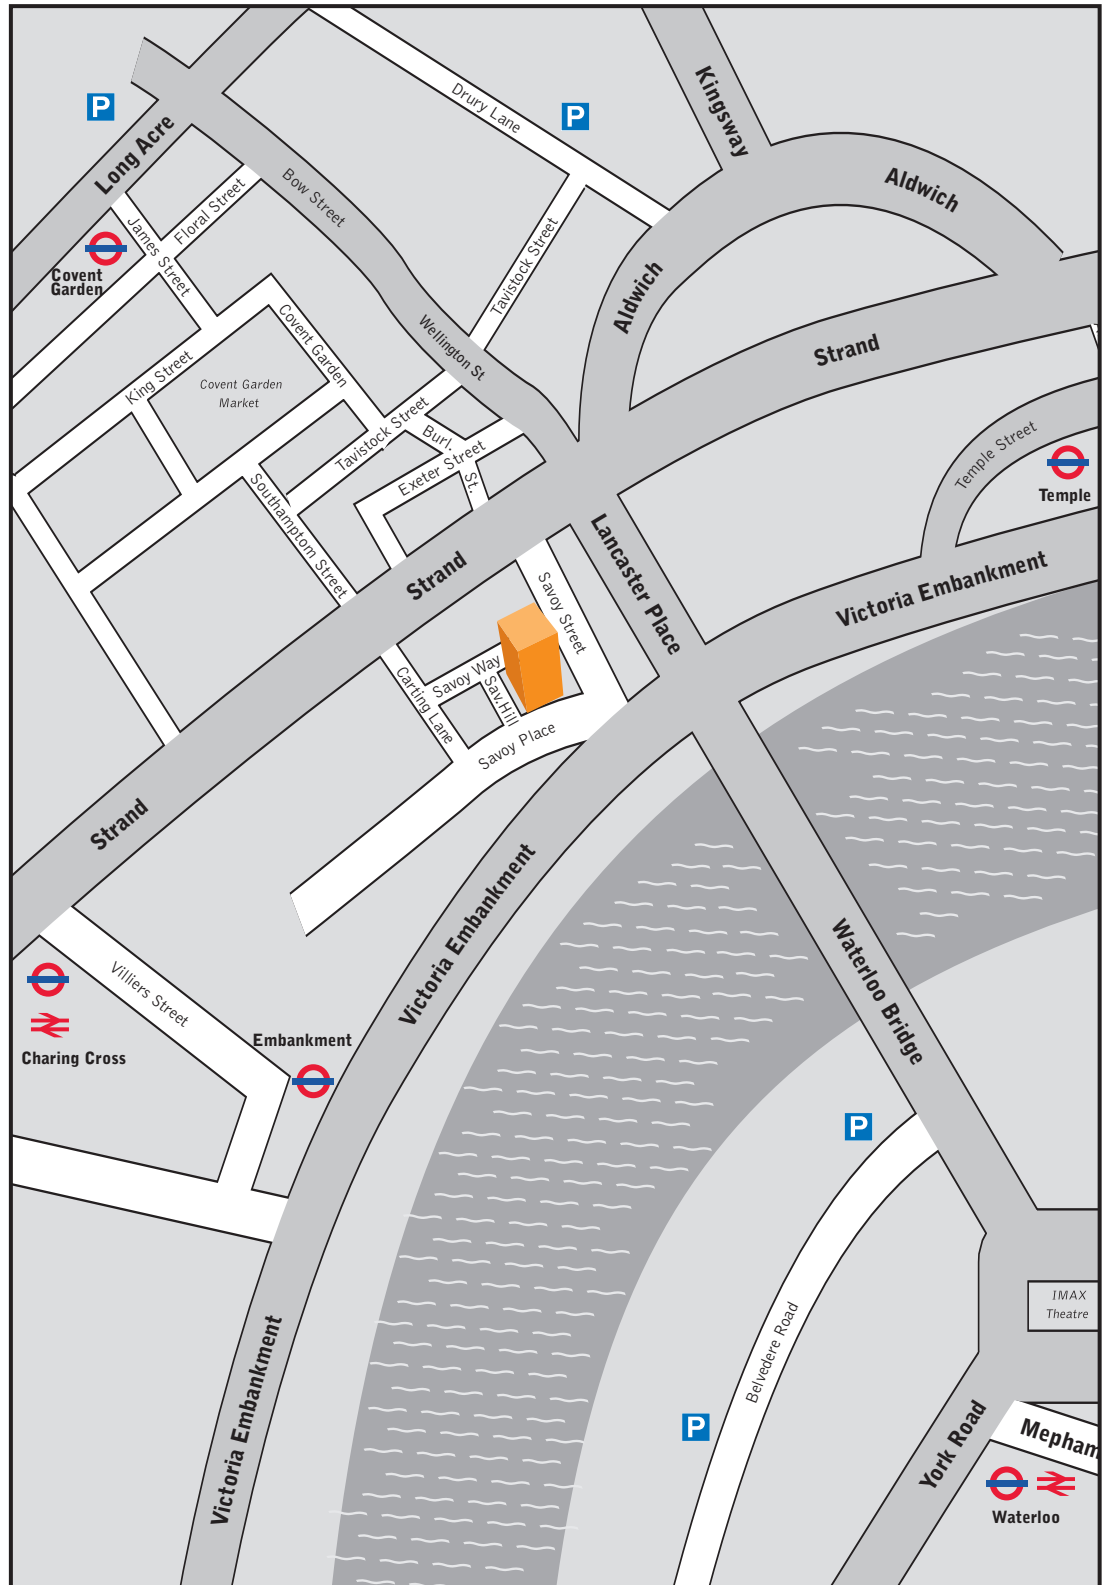 P
P
Drury Lane
Kingsway
Long Acre
Aldwich
Bow Street
Floral Street
James Street
Covent
Garden
Tavistock Street
Aldwich
Covent Garden
Wellington St
Strand
King Street
Covent Garden
Market
Tavistock Street
Burl.
St.
Exeter Street
Temple Street
Temple
Southamptom Street
Strand
Lancaster Place
Savoy Street
Victoria Embankment
Savoy Way
Sav.Hill
Carting Lane
Savoy Place
Strand
Victoria Embankment
Waterloo Bridge
Villiers Street
Embankment
Charing Cross
P
IMAX
Theatre
Belvedere Road
Victoria Embankment
P
York Road
Mepham
Waterloo